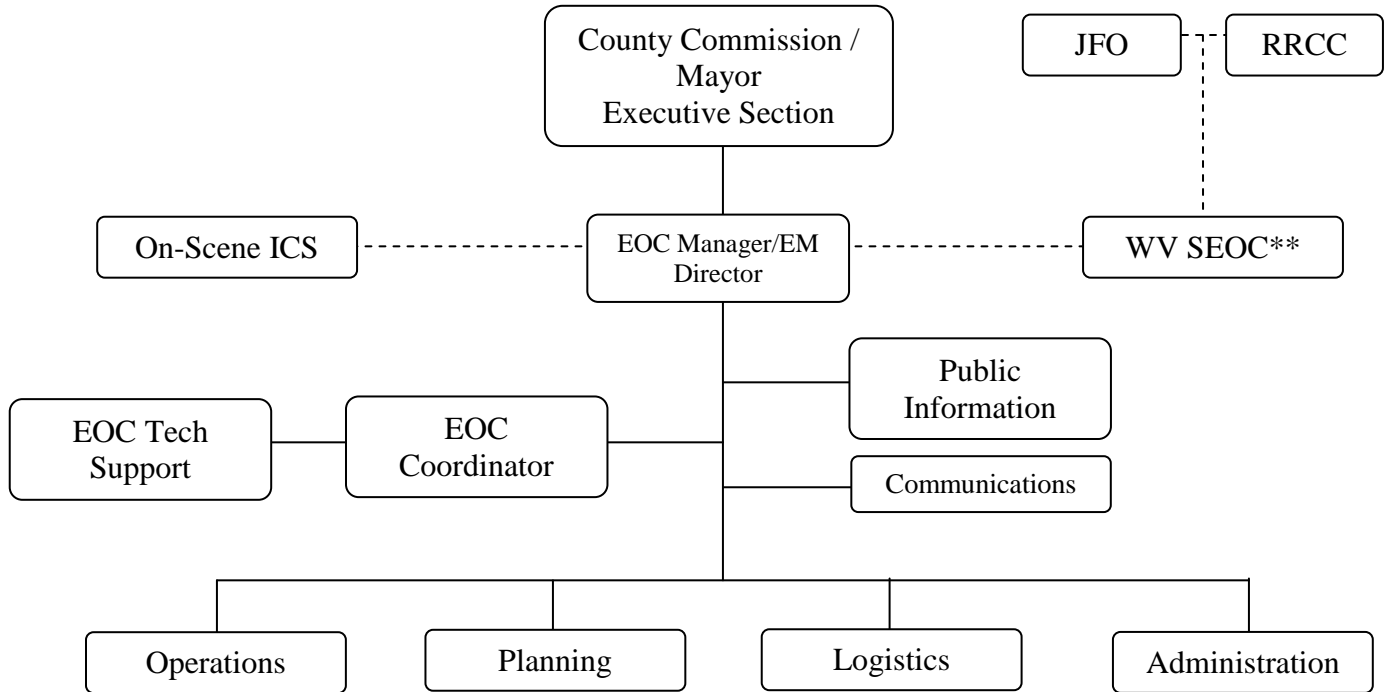 County Commission /
Mayor
Executive Section
JFO
RRCC
On-Scene ICS
EOC Manager/EM
Director
WV SEOC**
Public
Information
EOC Tech
Support
EOC
Coordinator
Communications
Operations
Planning
Logistics
Administration